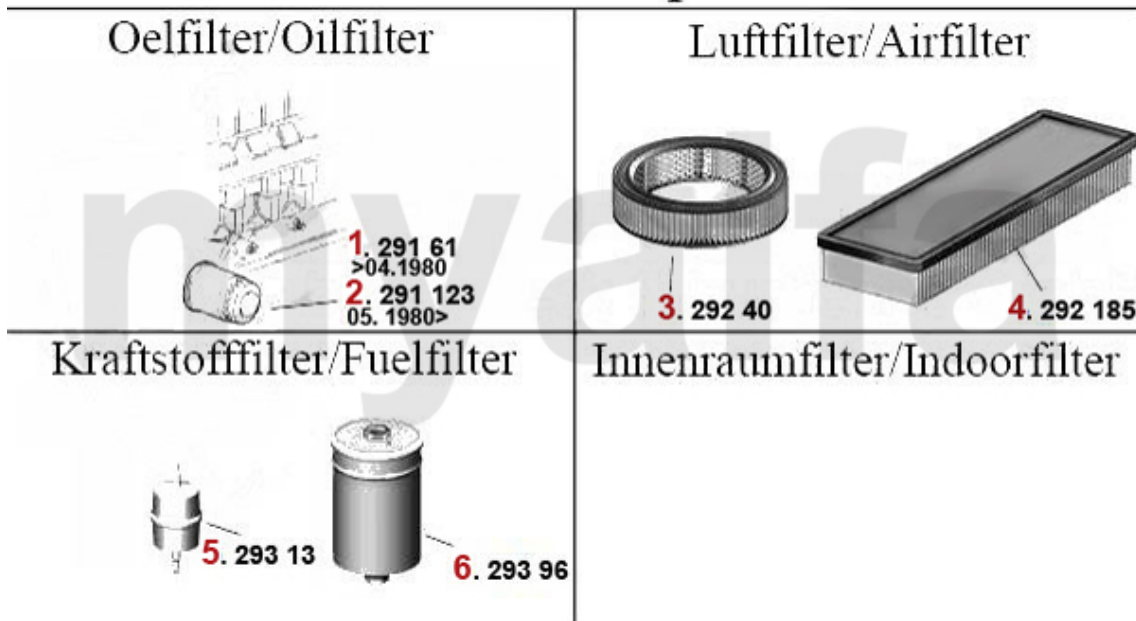 Oelfilter/Oilfilter
1. 291 61
>04.1980
2. 291 123
05. 1980>
Luftfilter/Airfilter
3. 292 40
4. 292 185
Kraftstofffilter/Fuelfilter
5. 293 13
6. 293 96
Innenraumfilter/Indoorfilter
myalfa